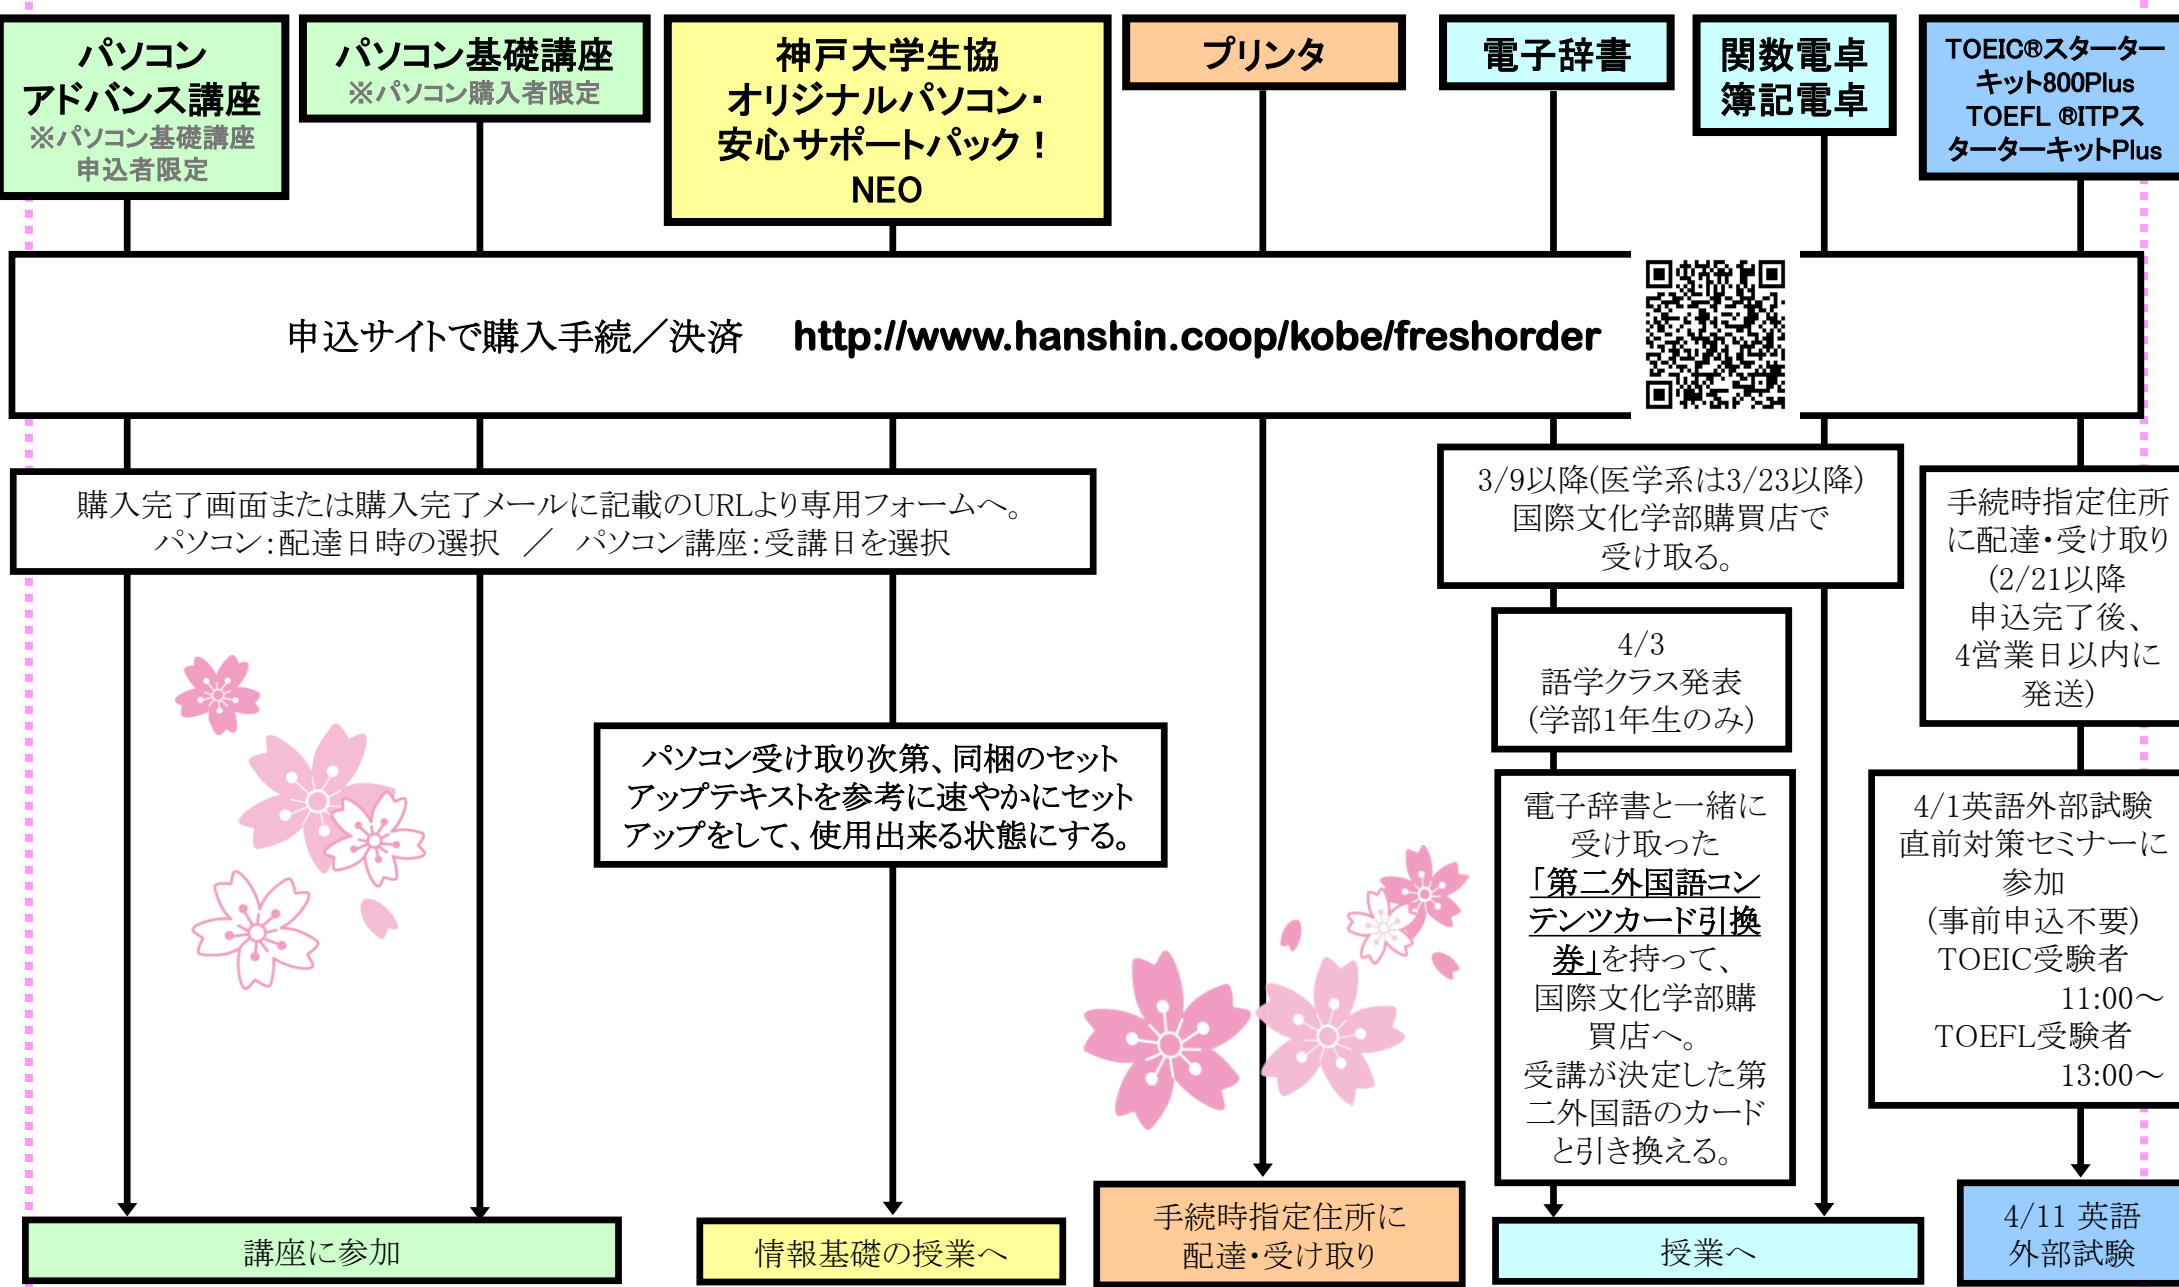 パソコン
アドバンス講座
※パソコン基礎講座
申込者限定
パソコン基礎講座
※パソコン購入者限定
神戸大学生協
オリジナルパソコン・
安心サポートパック！
NEO
プリンタ
電子辞書
関数電卓
簿記電卓
TOEIC®スターター
キット800Plus
TOEFL ®ITPス
ターターキットPlus
申込サイトで購入手続／決済 http://www.hanshin.coop/kobe/freshorder
購入完了画面または購入完了メールに記載のURLより専用フォームへ。
パソコン：配達日時の選択 ／ パソコン講座：受講日を選択
3/9以降(医学系は3/23以降)
国際文化学部購買店で
受け取る。
手続時指定住所
に配達・受け取り
(2/21以降
申込完了後、
4営業日以内に
発送)
4/3
語学クラス発表
(学部1年生のみ)
パソコン受け取り次第、同梱のセット
アップテキストを参考に速やかにセット
アップをして、使用出来る状態にする。
電子辞書と一緒に
受け取った
「第二外国語コン
テンツカード引換
券」を持って、
国際文化学部購
買店へ。
受講が決定した第
二外国語のカード
と引き換える。
4/1英語外部試験
直前対策セミナーに
参加
(事前申込不要)
TOEIC受験者
11:00～
TOEFL受験者
13:00～
講座に参加
情報基礎の授業へ
手続時指定住所に
配達・受け取り
授業へ
4/11 英語
外部試験